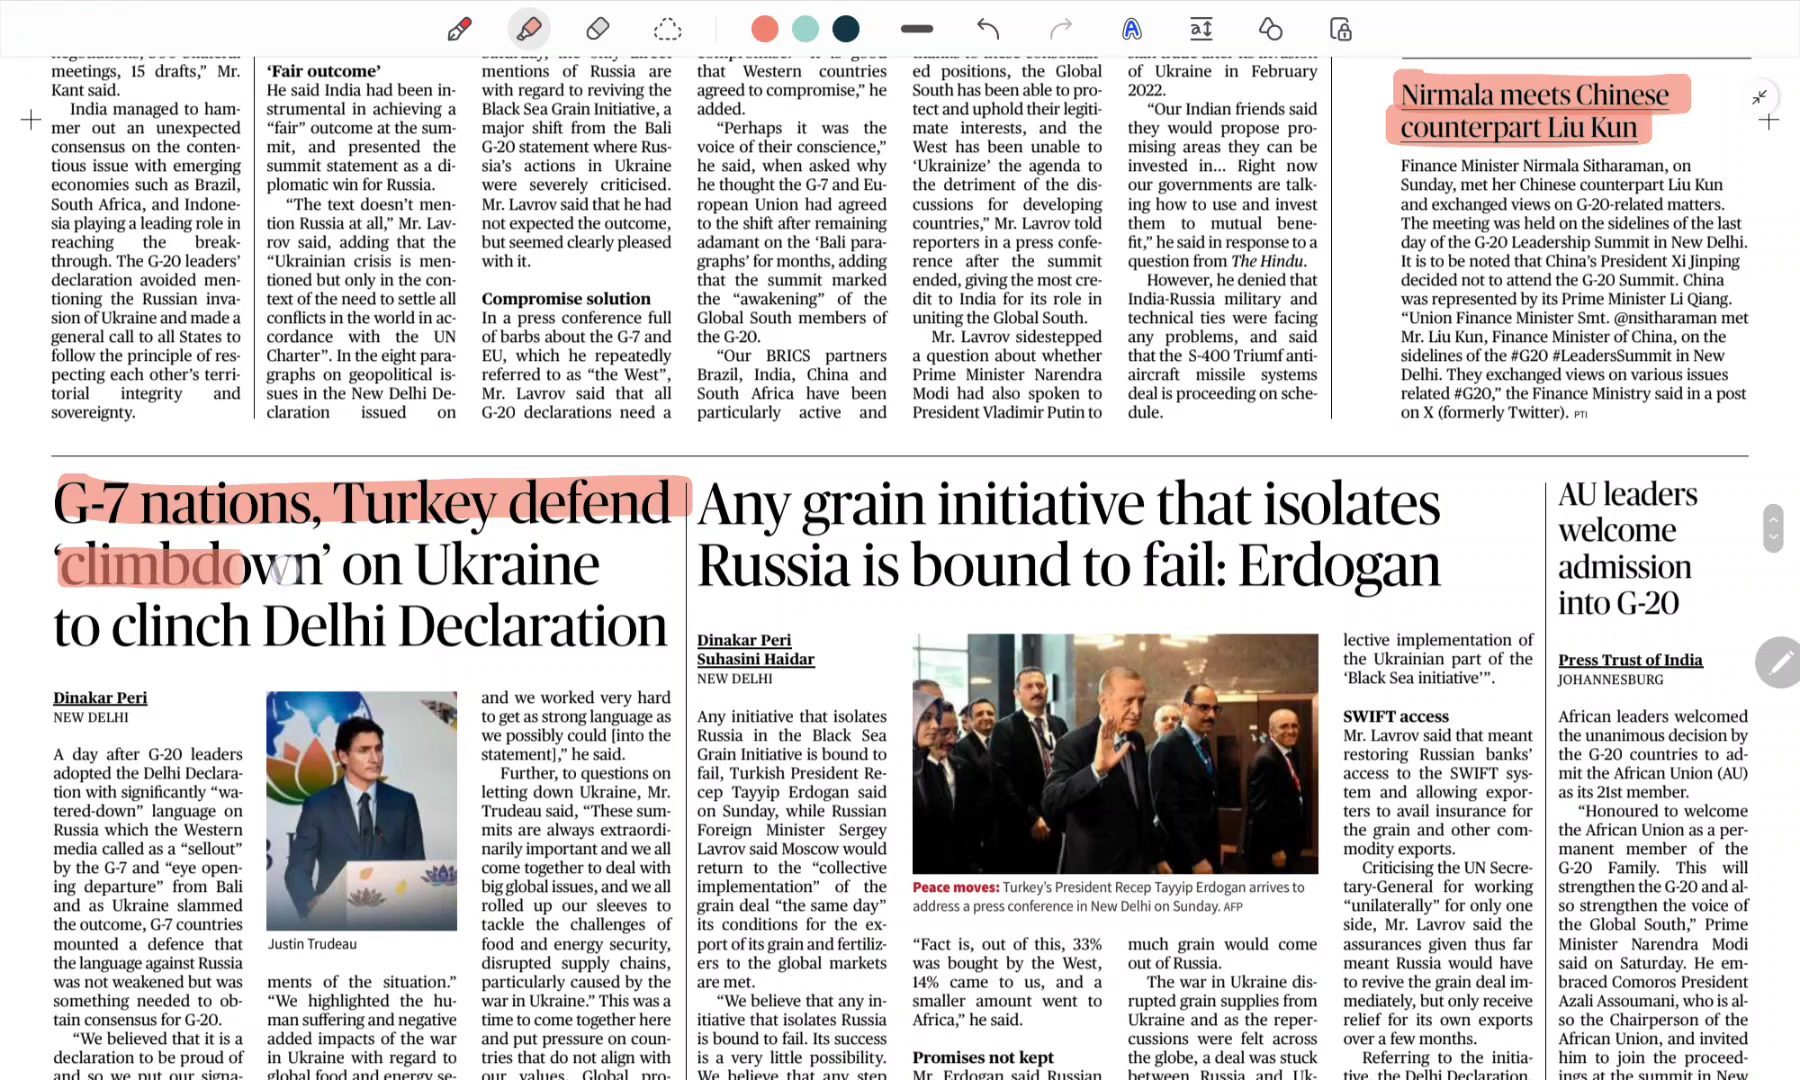 meetings, 15 drafts,” Mr.
Kant said.
India managed to ham-
mer out an unexpected
consensus on the conten-
tious issue with emerging
economies such as Brazil,
South Africa, and Indone-
sia playing a leading role in
reaching the break-
through. The G-20 leaders’
declaration avoided men-
tioning the Russian inva-
sion of Ukraine and made a
general call to all States to
follow the principle of res-
pecting each other’s terri-
torial integrity and
sovereignty.
‘Fair outcome’
He said India had been in-
strumental in achieving a
“fair” outcome at the sum-
mit, and presented the
summit statement as a di-
plomatic win for Russia.
“The text doesn’t men-
tion Russia at all,” Mr. Lav-
rov said, adding that the
“Ukrainian crisis is men-
tioned but only in the con-
text of the need to settle all
conflicts in the world in ac-
cordance with the UN
Charter”. In the eight para-
graphs on geopolitical is-
sues in the New Delhi De-
claration issued on
mentions of Russia are
with regard to reviving the
Black Sea Grain Initiative, a
major shift from the Bali
G-20 statement where Rus-
sia’s actions in Ukraine
were severely criticised.
Mr. Lavrov said that he had
not expected the outcome,
but seemed clearly pleased
with it.
Compromise solution
In a press conference full
of barbs about the G-7 and
EU, which he repeatedly
referred to as “the West”,
Mr. Lavrov said that all
G-20 declarations need a
that Western countries
agreed to compromise,” he
added.
“Perhaps it was the
voice of their conscience,”
he said, when asked why
he thought the G-7 and Eu-
ropean Union had agreed
to the shift after remaining
adamant on the ‘Bali para-
graphs’ for months, adding
that the summit marked
the “awakening” of the
Global South members of
the G-20.
“Our BRICS partners
Brazil, India, China and
South Africa have been
particularly active and
ed positions, the Global
South has been able to pro-
tect and uphold their legiti-
mate interests, and the
West has been unable to
‘Ukrainize’ the agenda to
the detriment of the dis-
cussions for developing
countries,” Mr. Lavrov told
reporters in a press confe-
rence after the summit
ended, giving the most cre-
dit to India for its role in
uniting the Global South.
Mr. Lavrov sidestepped
a question about whether
Prime Minister Narendra
Modi had also spoken to
President Vladimir Putin to
of Ukraine in February
2022.
“Our Indian friends said
they would propose pro-
mising areas they can be
invested in... Right now
our governments are talk-
ing how to use and invest
them to mutual bene-
fit,” he said in response to a
question from The Hindu.
However, he denied that
India-Russia military and
technical ties were facing
any problems, and said
that the S-400 Triumf anti-
aircraft missile systems
deal is proceeding on sche-
dule.
Nirmala meets Chinese
counterpart Liu Kun
Finance Minister Nirmala Sitharaman, on
Sunday, met her Chinese counterpart Liu Kun
and exchanged views on G-20-related matters.
The meeting was held on the sidelines of the last
day of the G-20 Leadership Summit in New Delhi.
It is to be noted that China’s President Xi Jinping
decided not to attend the G-20 Summit. China
was represented by its Prime Minister Li Qiang.
“Union Finance Minister Smt. @nsitharaman met
Mr. Liu Kun, Finance Minister of China, on the
sidelines of the #G20 #LeadersSummit in New
Delhi. They exchanged views on various issues
related #G20,” the Finance Ministry said in a post
on X (formerly Twitter). PTI
G-7 nations, Turkey defend
‘climbdown’ on Ukraine
to clinch Delhi Declaration
Dinakar Peri
NEW DELHI
A day after G-20 leaders
adopted the Delhi Declara-
tion with significantly “wa-
tered-down” language on
Russia which the Western
media called as a “sellout”
by the G-7 and “eye open-
ing departure” from Bali
and as Ukraine slammed
the outcome, G-7 countries
mounted a defence that
the language against Russia
was not weakened but was
something needed to ob-
tain consensus for G-20.
“We believed that it is a
declaration to be proud of
and so we put our signa-
Justin Trudeau
ments of the situation.”
“We highlighted the hu-
man suffering and negative
added impacts of the war
in Ukraine with regard to
global food and energy se-
and we worked very hard
to get as strong language as
we possibly could [into the
statement],” he said.
Further, to questions on
letting down Ukraine, Mr.
Trudeau said, “These sum-
mits are always extraordi-
narily important and we all
come together to deal with
big global issues, and we all
rolled up our sleeves to
tackle the challenges of
food and energy security,
disrupted supply chains,
particularly caused by the
war in Ukraine.” This was a
time to come together here
and put pressure on coun-
tries that do not align with
our values. Global pro-
Any grain initiative that isolates
Russia is bound to fail: Erdogan
Dinakar Peri
Suhasini Haidar
NEW DELHI
Any initiative that isolates
Russia in the Black Sea
Grain Initiative is bound to
fail, Turkish President Re-
cep Tayyip Erdogan said
on Sunday, while Russian
Foreign Minister Sergey
Lavrov said Moscow would
return to the “collective
implementation” of the
grain deal “the same day”
its conditions for the ex-
port of its grain and fertiliz-
ers to the global markets
are met.
“We believe that any in-
itiative that isolates Russia
is bound to fail. Its success
is a very little possibility.
We believe that any step
Peace moves: Turkey’s President Recep Tayyip Erdogan arrives to
address a press conference in New Delhi on Sunday. AFP
“Fact is, out of this, 33%
was bought by the West,
14% came to us, and a
smaller amount went to
Africa,” he said.
Promises not kept
Mr. Erdogan said Russian
much grain would come
out of Russia.
The war in Ukraine dis-
rupted grain supplies from
Ukraine and as the reper-
cussions were felt across
the globe, a deal was stuck
between Russia and Uk-
lective implementation of
the Ukrainian part of the
‘Black Sea initiative’”.
SWIFT access
Mr. Lavrov said that meant
restoring Russian banks’
access to the SWIFT sys-
tem and allowing expor-
ters to avail insurance for
the grain and other com-
modity exports.
Criticising the UN Secre-
tary-General for working
“unilaterally” for only one
side, Mr. Lavrov said the
assurances given thus far
meant Russia would have
to revive the grain deal im-
mediately, but only receive
relief for its own exports
over a few months.
Referring to the initia-
tive, the Delhi Declaration,
AU leaders
welcome
admission
into G-20
Press Trust of India
JOHANNESBURG
African leaders welcomed
the unanimous decision by
the G-20 countries to ad-
mit the African Union (AU)
as its 21st member.
“Honoured to welcome
the African Union as a per-
manent member of the
G-20 Family. This will
strengthen the G-20 and al-
so strengthen the voice of
the Global South,” Prime
Minister Narendra Modi
said on Saturday. He em-
braced Comoros President
Azali Assoumani, who is al-
so the Chairperson of the
African Union, and invited
him to join the proceed-
ings at the summit in New